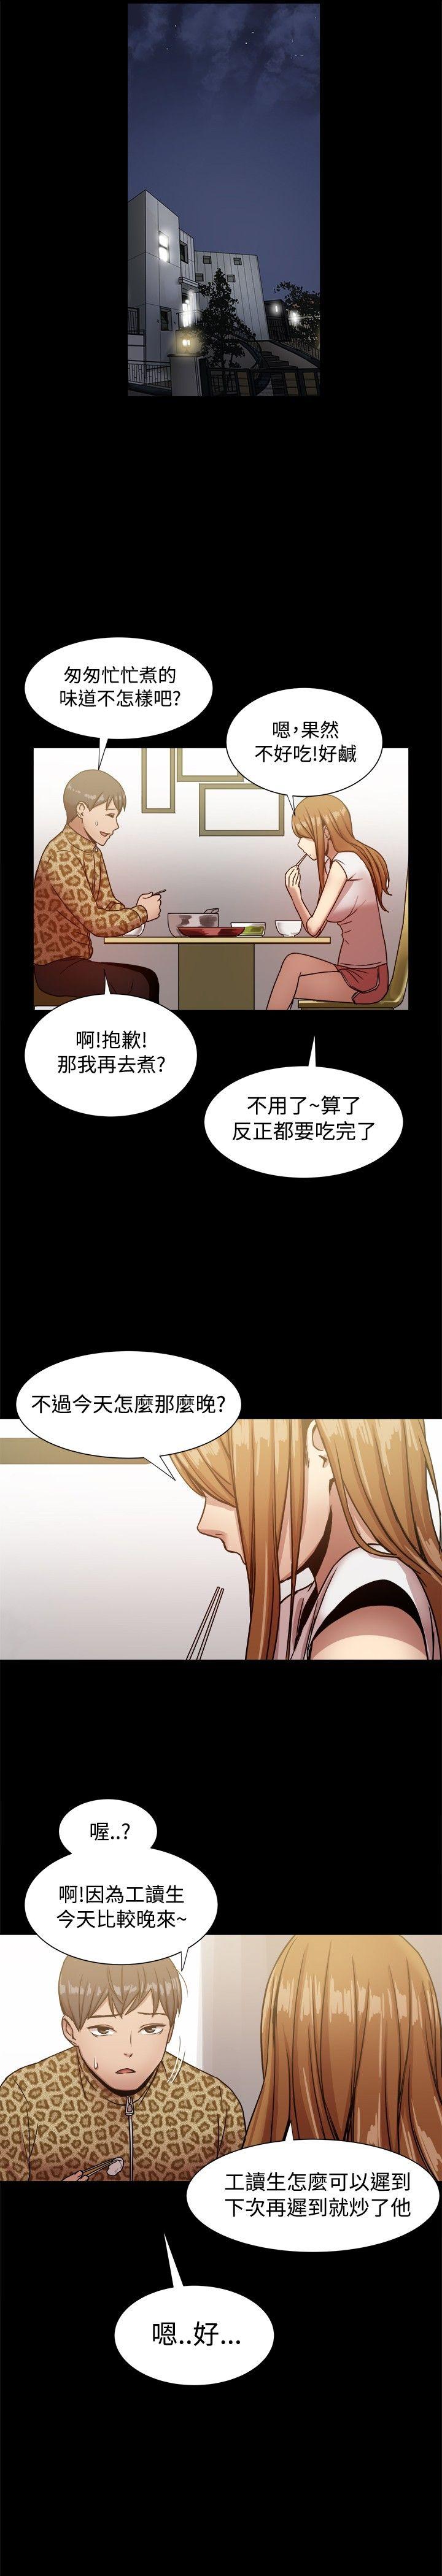 匆匆忙忙煮的
味道不怎樣吧?
嗯,果然
不好吃!好鹹
啊!抱歉!
那我再去煮?
不用了~算了
反正都要吃完了
不過今天怎麼那麼晚?
喔..?
啊!因為工讀生
今天比較晚來~
工讀生怎麼可以遲到
下次再遲到就炒了他
嗯..好...